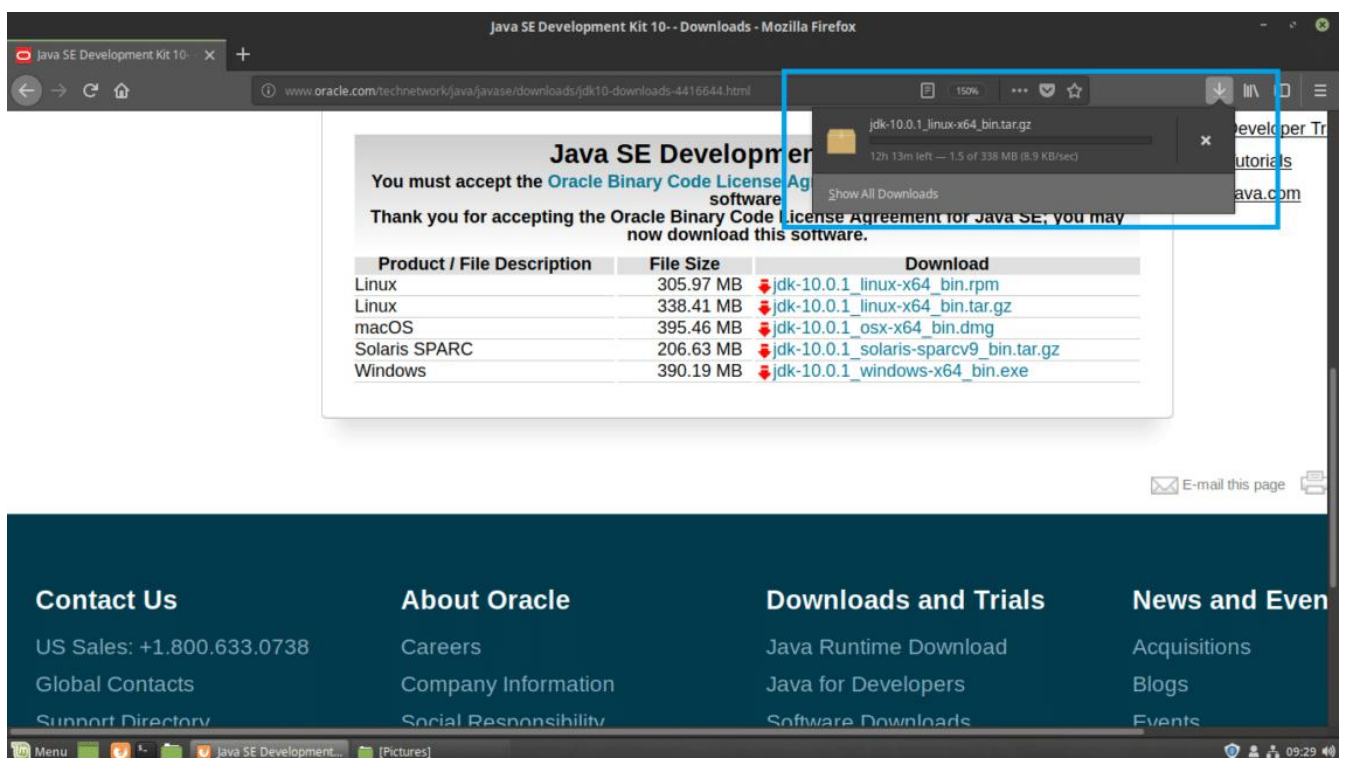 Java SE Development Kit 10- - Downloads - Mozilla Firefox
Java SE Development Kit 10-
www.oracle.com/technetwork/java/javase/downloads/jdk10-downloads-4416644.html
150%
jdk-10.0.1_linux-x64_bin.tar.gz
12h 13m left — 1.5 of 338 MB (8.9 KB/sec)
Show All Downloads
Developer Tr
utorials
ava.com
Java SE Developmen
You must accept the Oracle Binary Code License Ag
software
Thank you for accepting the Oracle Binary Code License Agreement for Java SE; you may
now download this software.
Product / File Description File Size Download
Linux 305.97 MB jdk-10.0.1_linux-x64_bin.rpm
Linux 338.41 MB jdk-10.0.1_linux-x64_bin.tar.gz
macOS 395.46 MB jdk-10.0.1_osx-x64_bin.dmg
Solaris SPARC 206.63 MB jdk-10.0.1_solaris-sparcv9_bin.tar.gz
Windows 390.19 MB jdk-10.0.1_windows-x64_bin.exe
E-mail this page
Contact Us About Oracle Downloads and Trials News and Even
US Sales: +1.800.633.0738 Careers Java Runtime Download Acquisitions
Global Contacts Company Information Java for Developers Blogs
Support Directory Social Responsibility Software Downloads Events
Menu Java SE Development... [Pictures] 09:29